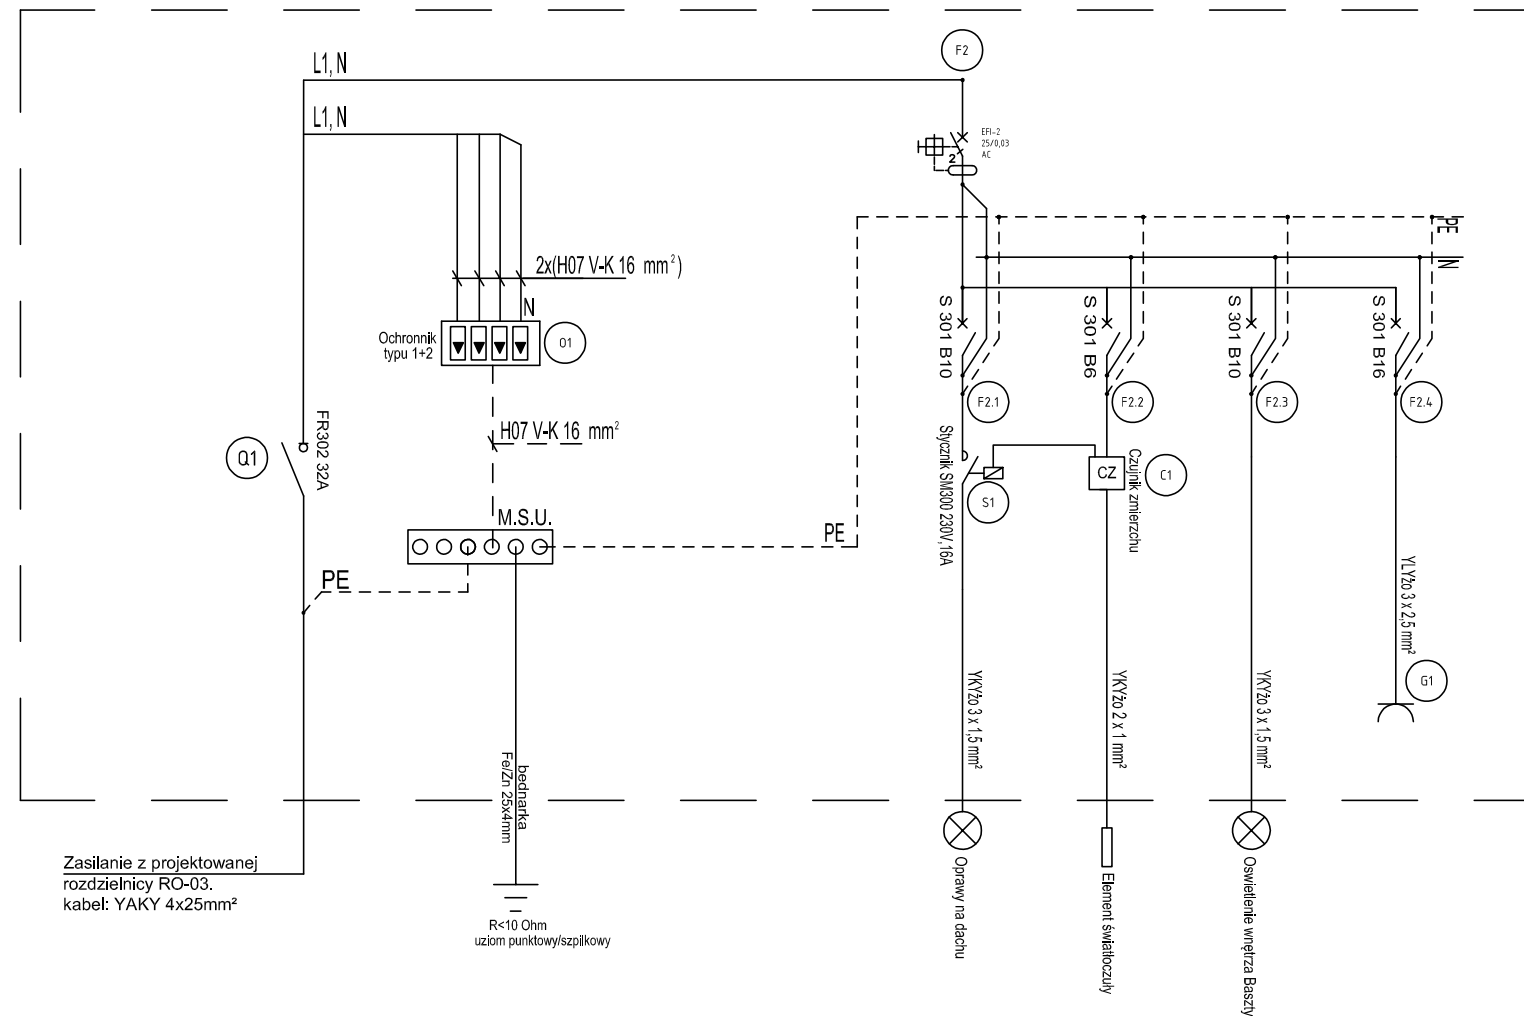 F2
L1, N
L1, N
EFI-2
25/0,03
AC
2
PE
N
2x(H07 V-K 16 mm²)
N
Ochronnik
typu 1+2
O1
S 301 B10
S 301 B6
S 301 B10
S 301 B16
F2.1
F2.2
F2.3
F2.4
H07 V-K 16 mm²
Q1
FR302 32A
Stycznik SM300 230V,16A
S1
CZ
Czujnik zmierzchu
C1
M.S.U.
PE
PE
YLYżo 3 x 2,5 mm²
G1
YKYżo 3 x 1,5 mm²
YKYżo 2 x 1 mm²
YKYżo 3 x 1,5 mm²
bednarka
Fe/Zn 25x4mm
Zasilanie z projektowanej
rozdzielnicy RO-03.
kabel: YAKY 4x25mm²
R<10 Ohm
uziom punktowy/szpilkowy
Oprawy na dachu
Element światłoczuły
Oswietlenie wnętrza Baszty